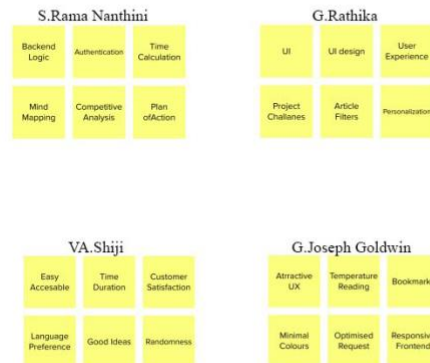 S.Rama Nanthini
Backend
Logic
Authentication
Time
Calculation
Mind
Mapping
Competitive
Analysis
Plan
ofAction
G.Rathika
UI
UI design
User
Experience
Project
Challanes
Article
Filters
Personalization
VA.Shiji
Easy
Accesable
Time
Duration
Customer
Satisfaction
Language
Preference
Good Ideas
Randomness
G.Joseph Goldwin
Atrractive
UX
Temperature
Reading
Bookmark
Minimal
Colours
Optimised
Request
Responsive
Frontend